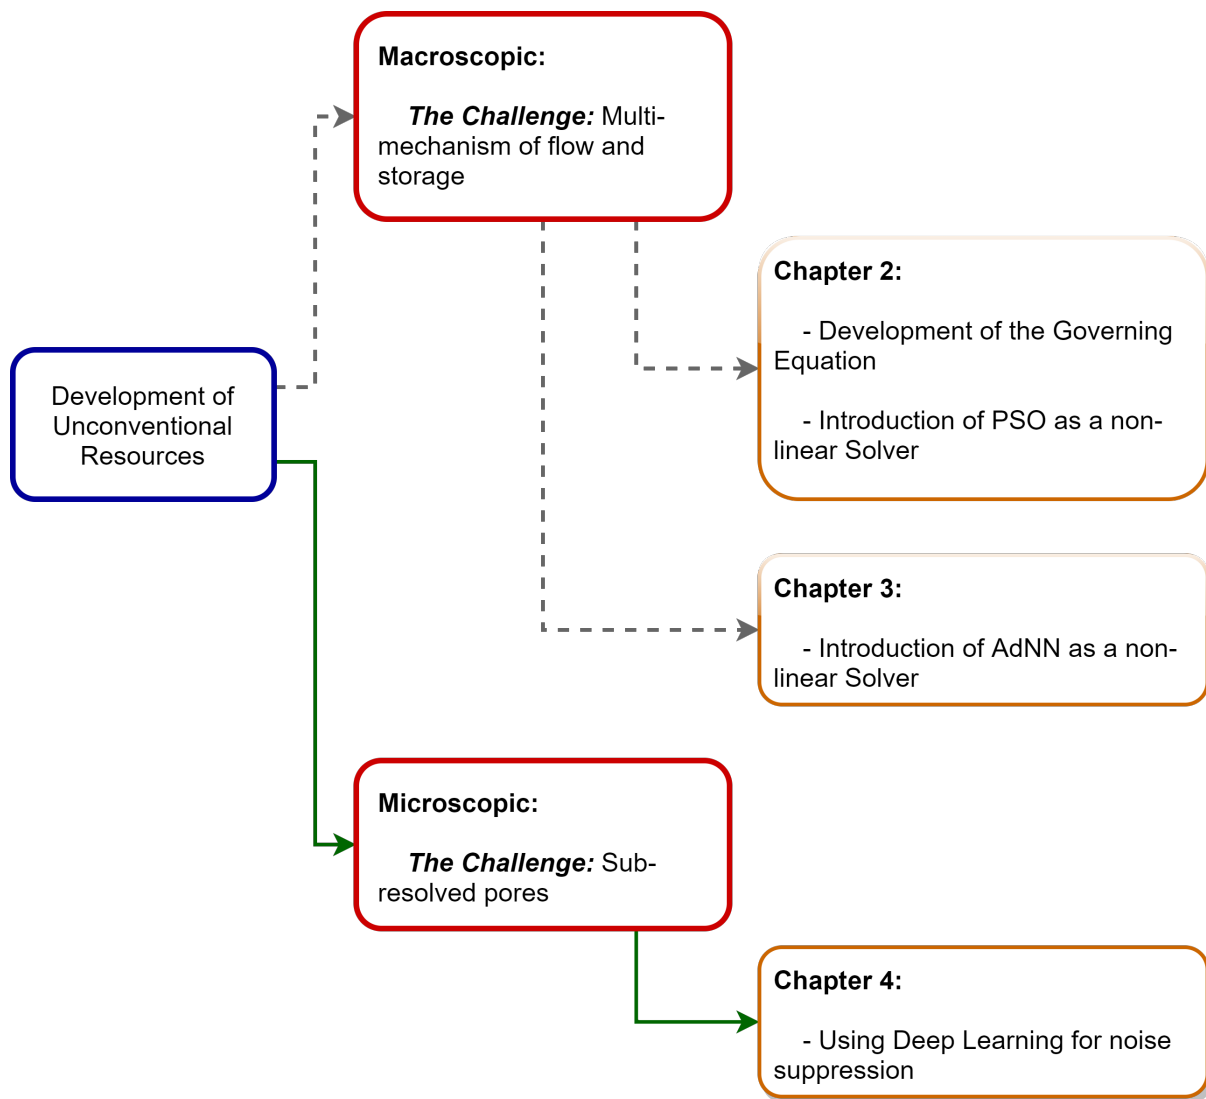 Macroscopic:
The Challenge: Multi-
mechanism of flow and
storage
Chapter 2:
- Development of the Governing
Equation
- Introduction of PSO as a non-
linear Solver
Development of
Unconventional
Resources
Chapter 3:
- Introduction of AdNN as a non-
linear Solver
Microscopic:
The Challenge: Sub-
resolved pores
Chapter 4:
- Using Deep Learning for noise
suppression